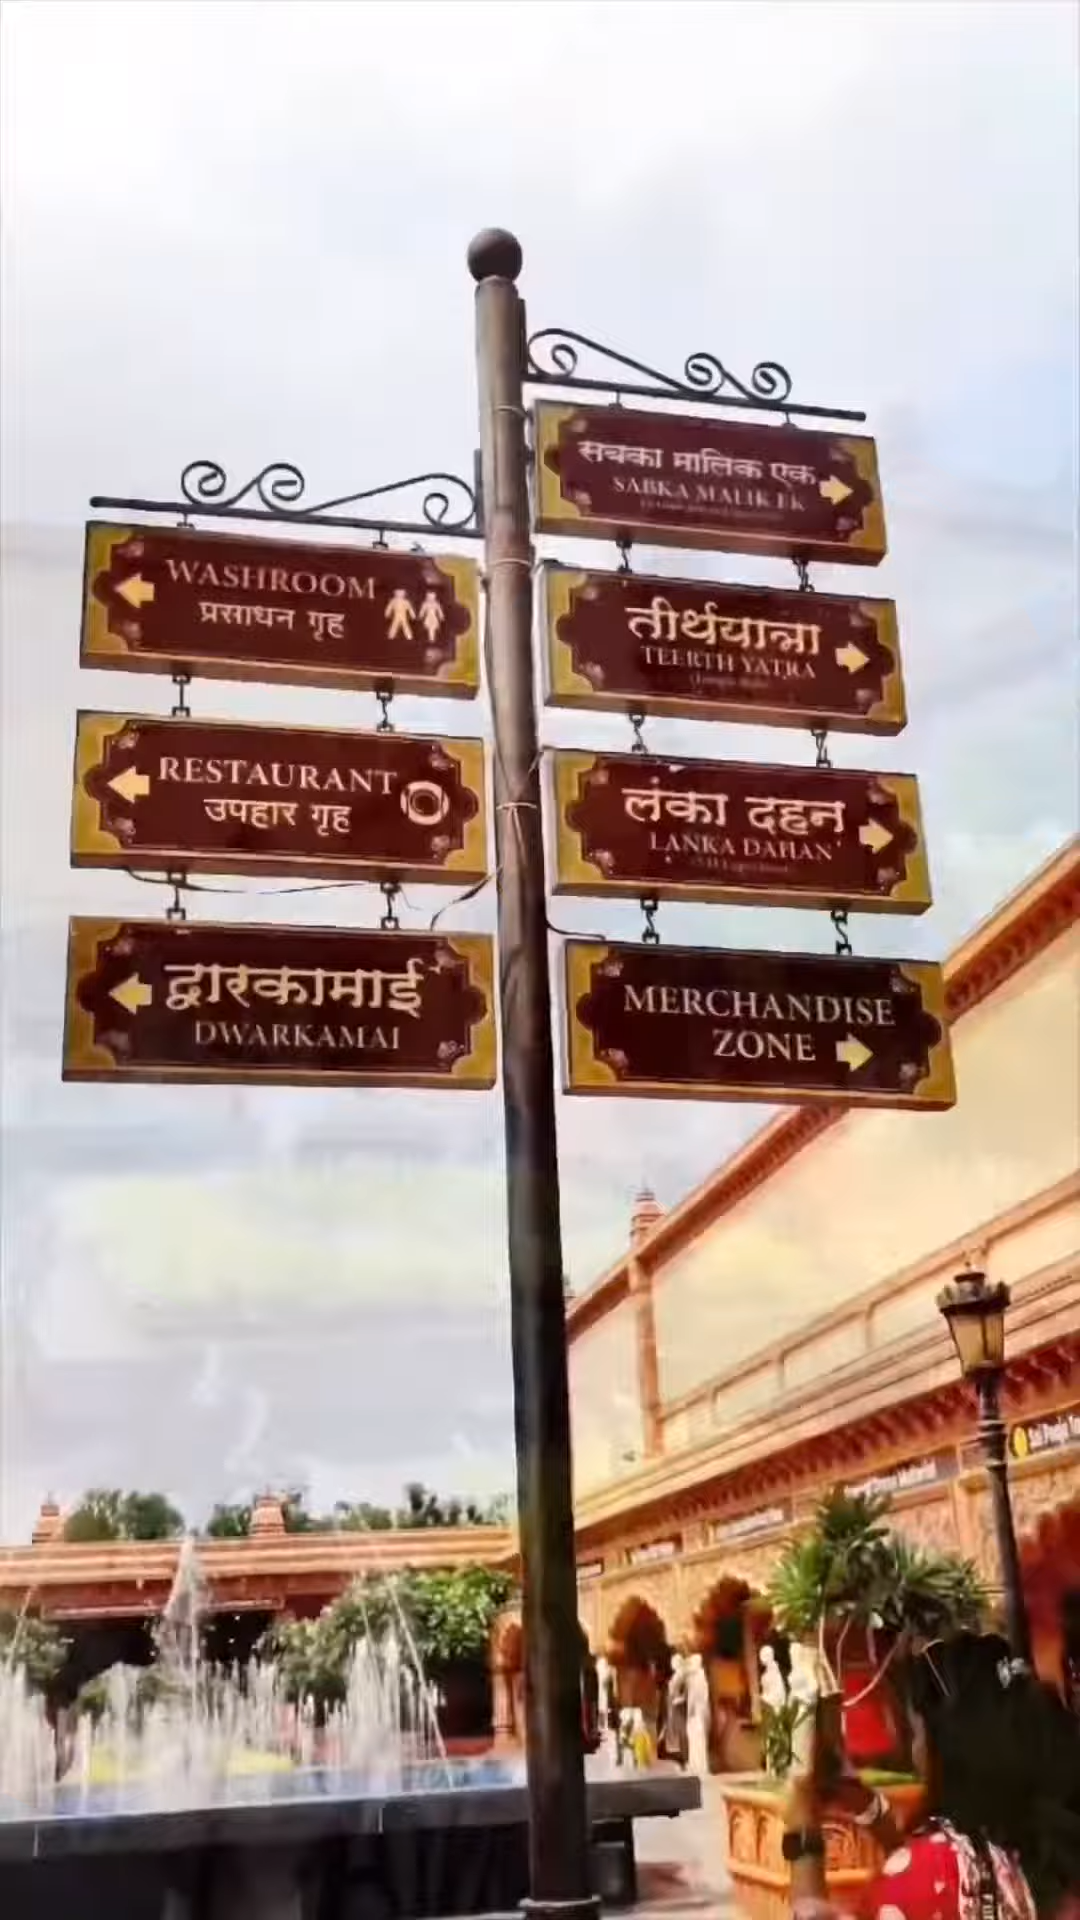 सबका मालिक एक
SABKA MALIK EK
WASHROOM
प्रसाधन गृह
तीर्थयात्रा
TEERTH YATRA
RESTAURANT
उपहार गृह
लंका दहन
LANKA DAHAN
द्वारकामाई
DWARKAMAI
MERCHANDISE
ZONE